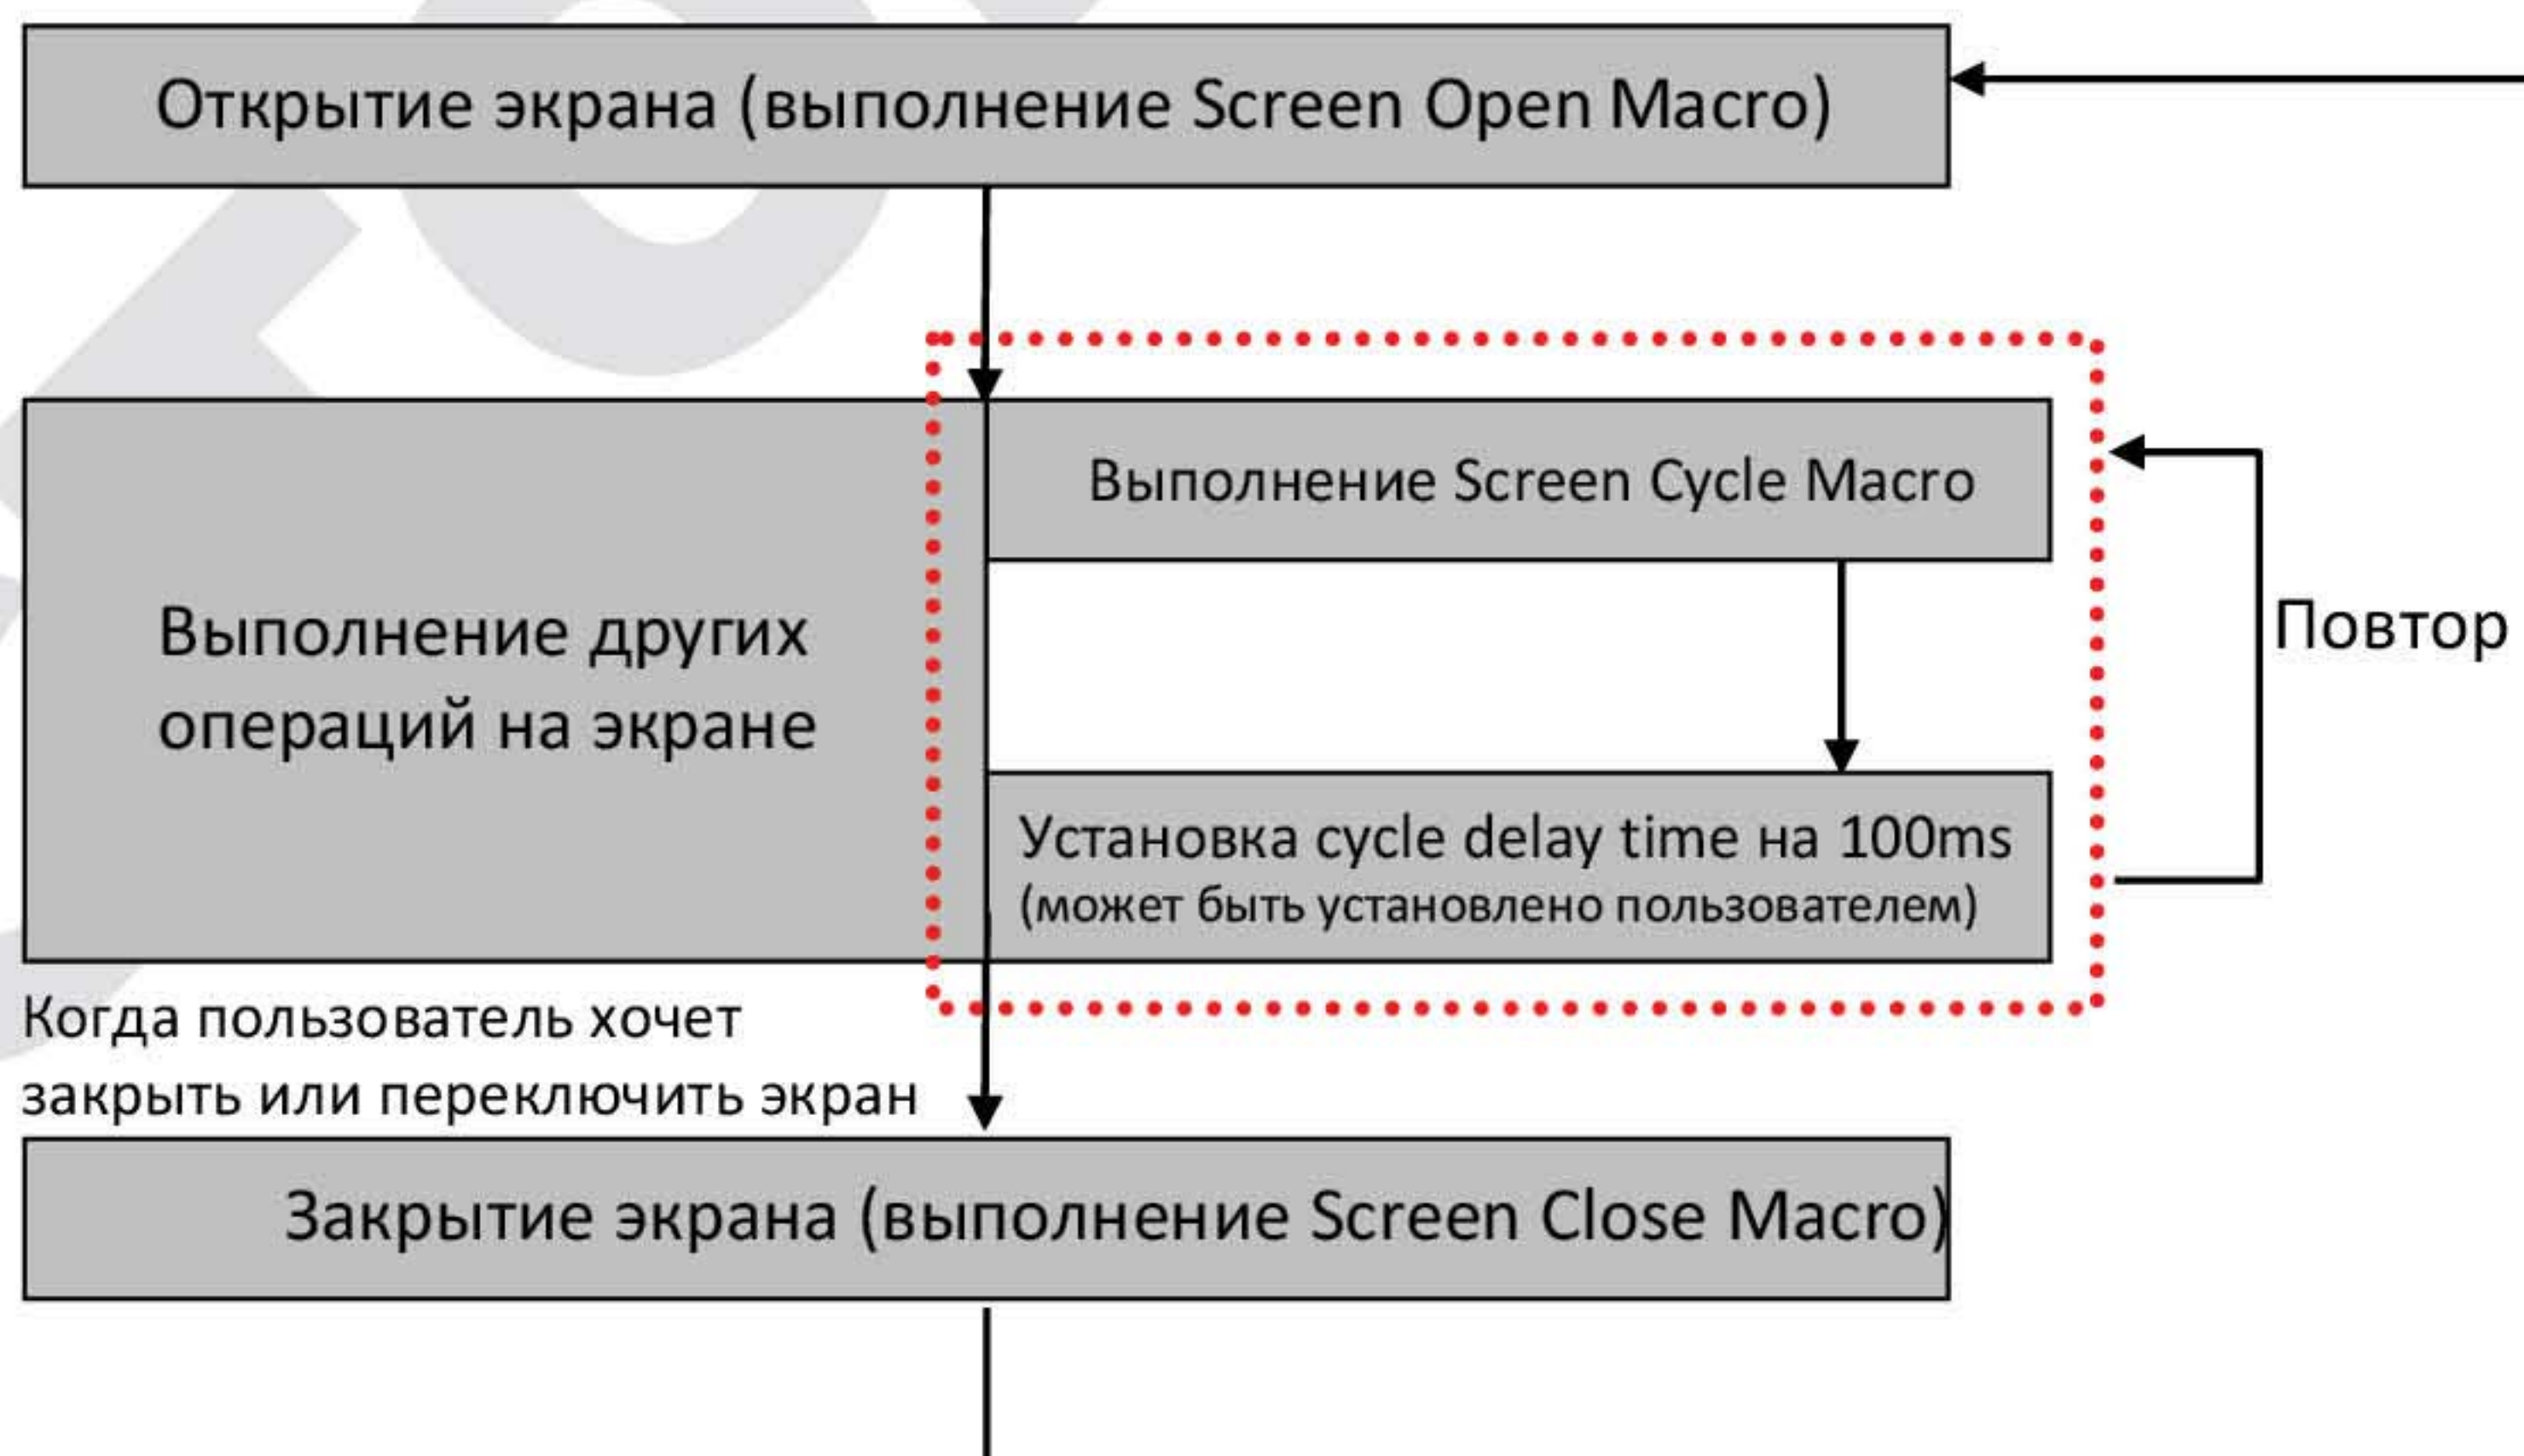 Открытие экрана (выполнение Screen Open Macro)
Выполнение Screen Cycle Macro
Выполнение других
операций на экране
Повтор
Установка cycle delay time на 100ms
(может быть установлено пользователем)
Когда пользователь хочет
закрыть или переключить экран
Закрытие экрана (выполнение Screen Close Macro)